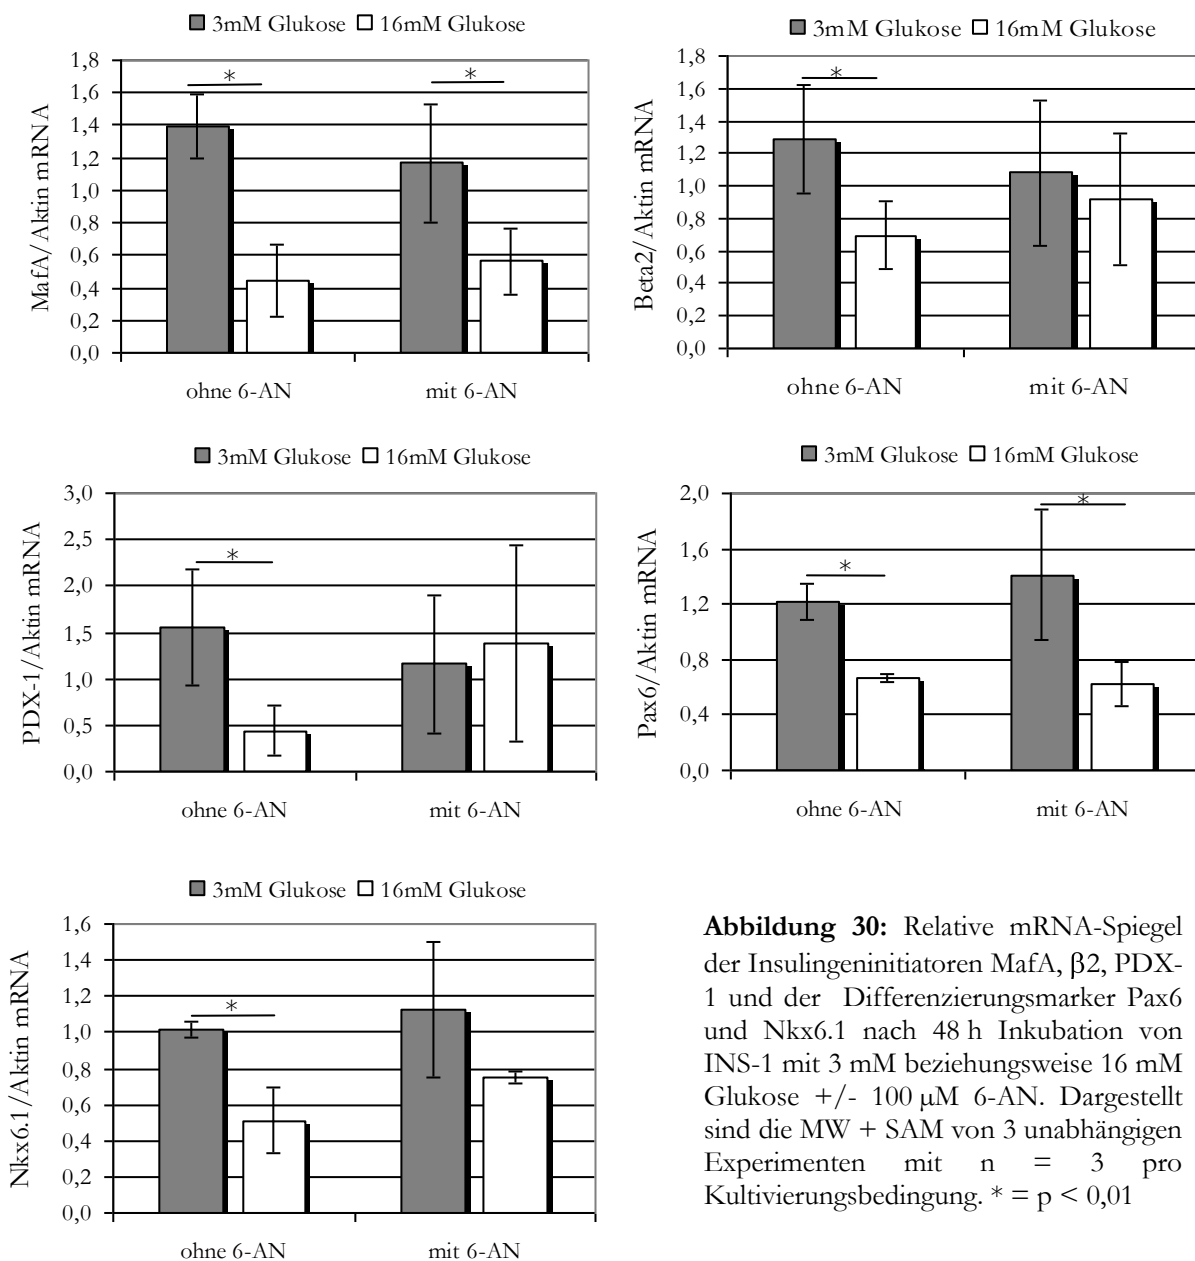 3mM Glukose 16mM Glukose
MafA/Aktin mRNA
1,8
1,6
1,4
1,2
1,0
0,8
0,6
0,4
0,2
0,0
* *
ohne 6-AN mit 6-AN
3mM Glukose 16mM Glukose
Beta2/Aktin mRNA
1,8
1,6
1,4
1,2
1,0
0,8
0,6
0,4
0,2
0,0
*
ohne 6-AN mit 6-AN
3mM Glukose 16mM Glukose
PDX-1/Aktin mRNA
3,0
2,5
2,0
1,5
1,0
0,5
0,0
*
ohne 6-AN mit 6-AN
3mM Glukose 16mM Glukose
Pax6/Aktin mRNA
2,0
1,6
1,2
0,8
0,4
0,0
* *
ohne 6-AN mit 6-AN
3mM Glukose 16mM Glukose
Nkx6.1/Aktin mRNA
1,6
1,4
1,2
1,0
0,8
0,6
0,4
0,2
0,0
*
ohne 6-AN mit 6-AN
Abbildung 30: Relative mRNA-Spiegel
der Insulingeninitiatoren MafA, β2, PDX-
1 und der Differenzierungsmarker Pax6
und Nkx6.1 nach 48 h Inkubation von
INS-1 mit 3 mM beziehungsweise 16 mM
Glukose +/- 100 μM 6-AN. Dargestellt
sind die MW + SAM von 3 unabhängigen
Experimenten mit n = 3 pro
Kultivierungsbedingung. * = p < 0,01